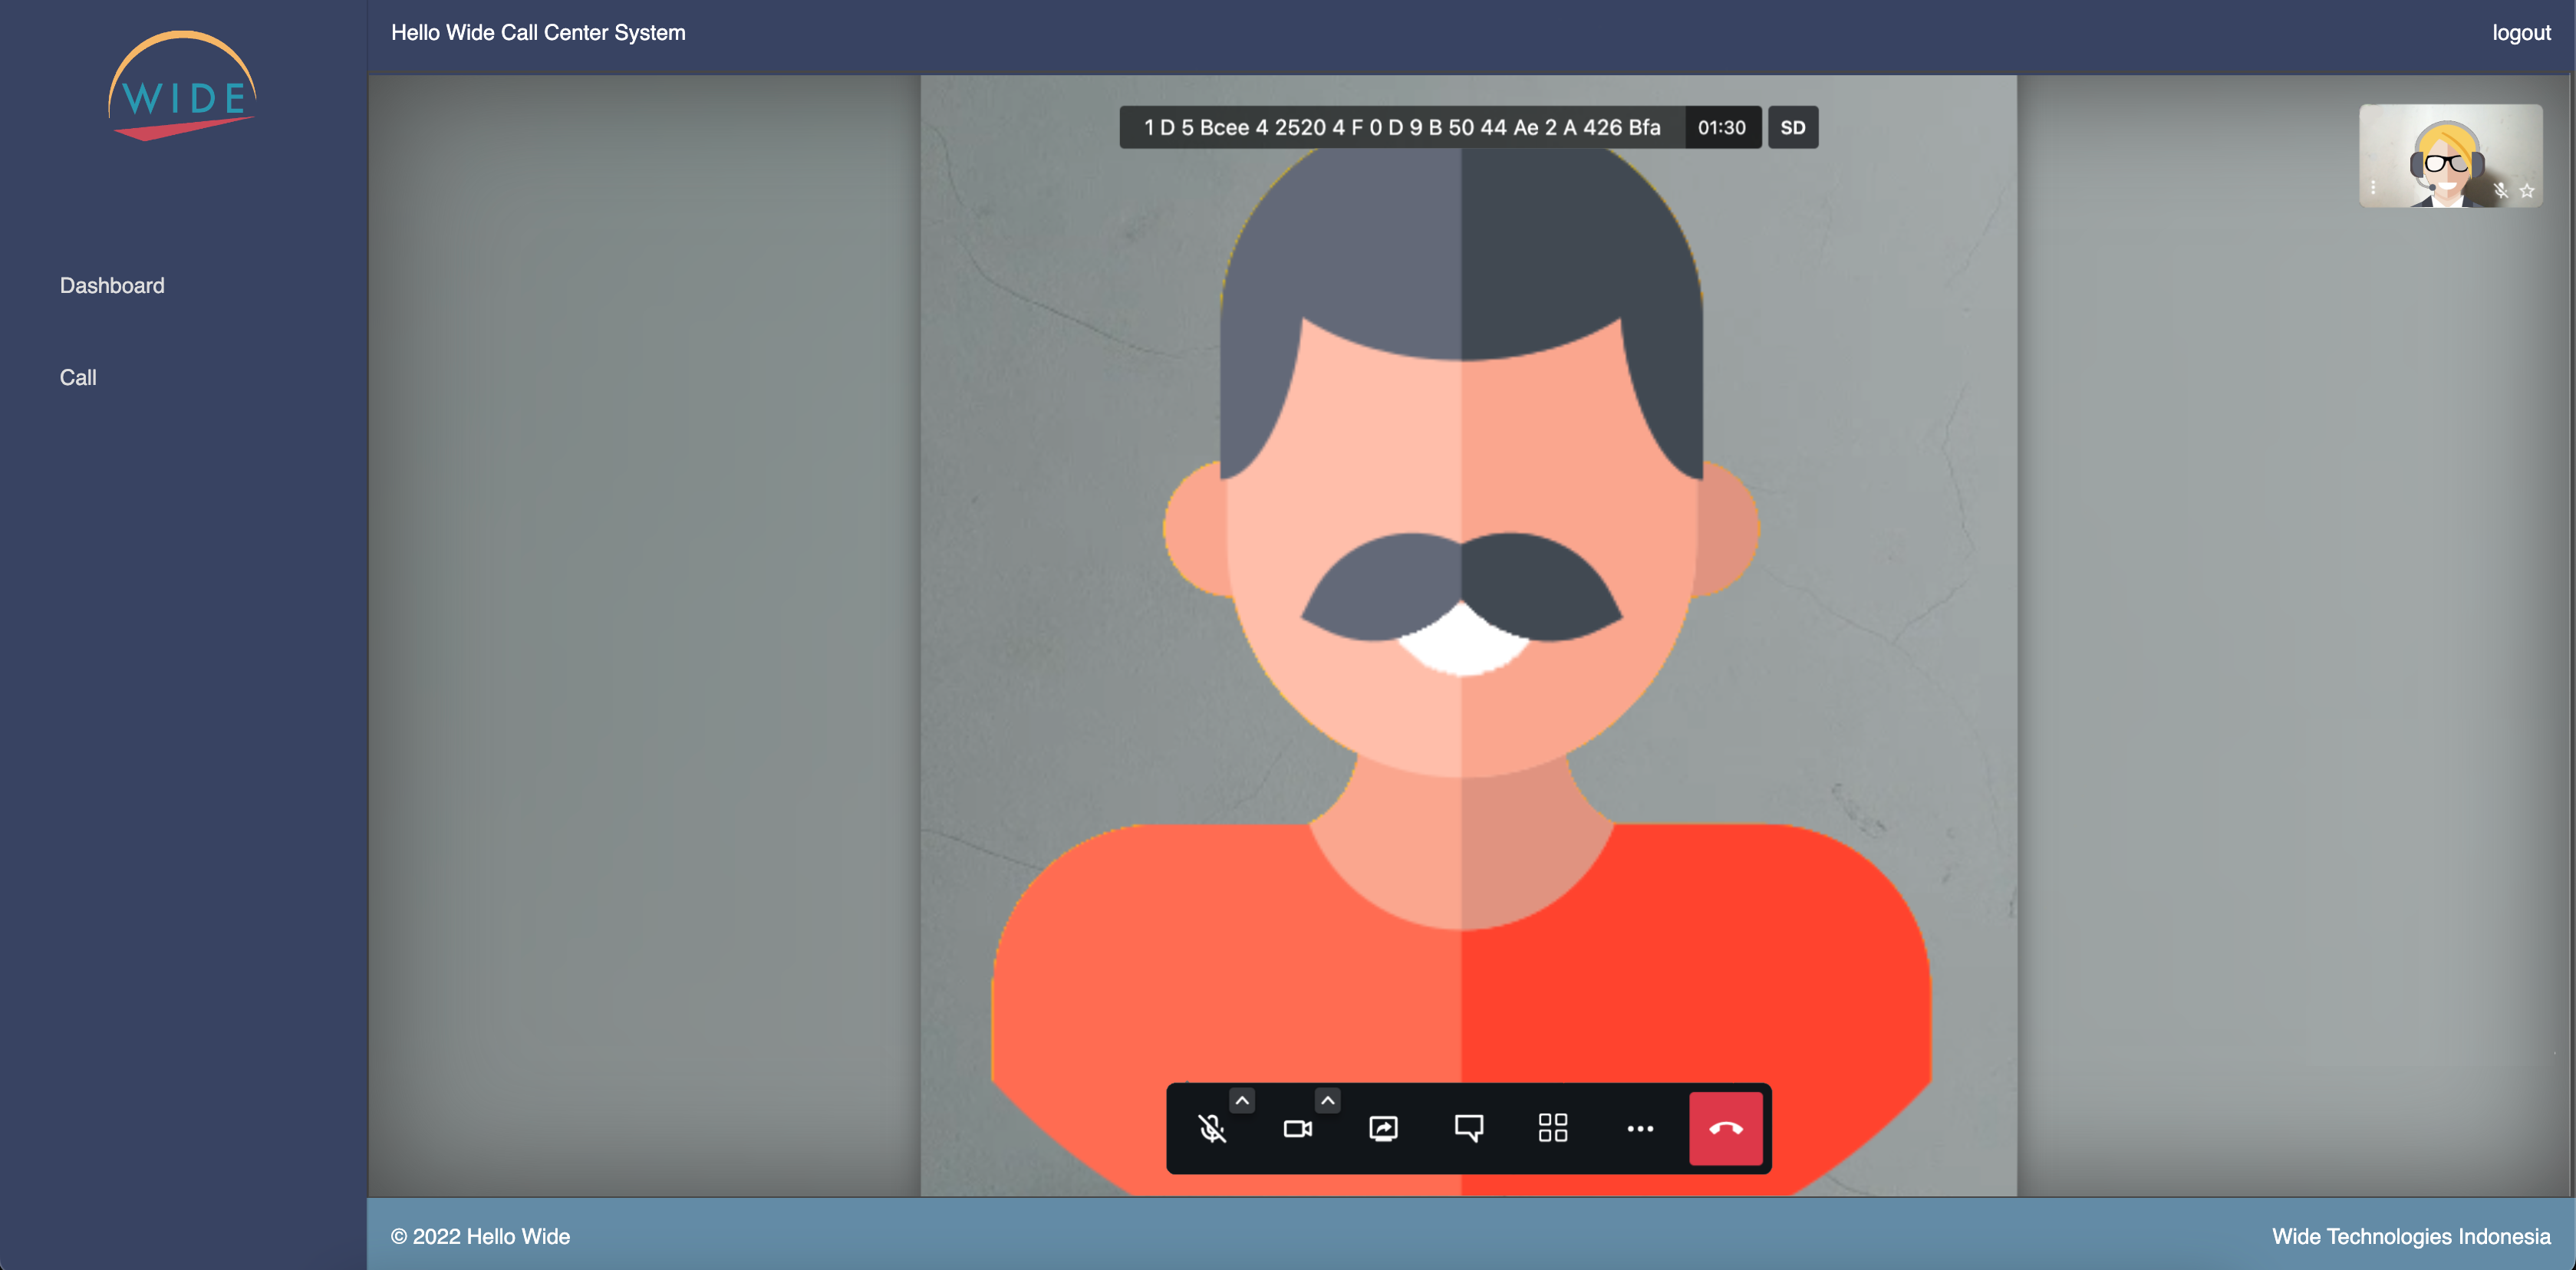 WIDE
Hello Wide Call Center System
logout
Dashboard
Call
1 D 5 Bcee 4 2520 4 F 0 D 9 B 50 44 Ae 2 A 426 Bfa
01:30
SD
© 2022 Hello Wide
Wide Technologies Indonesia